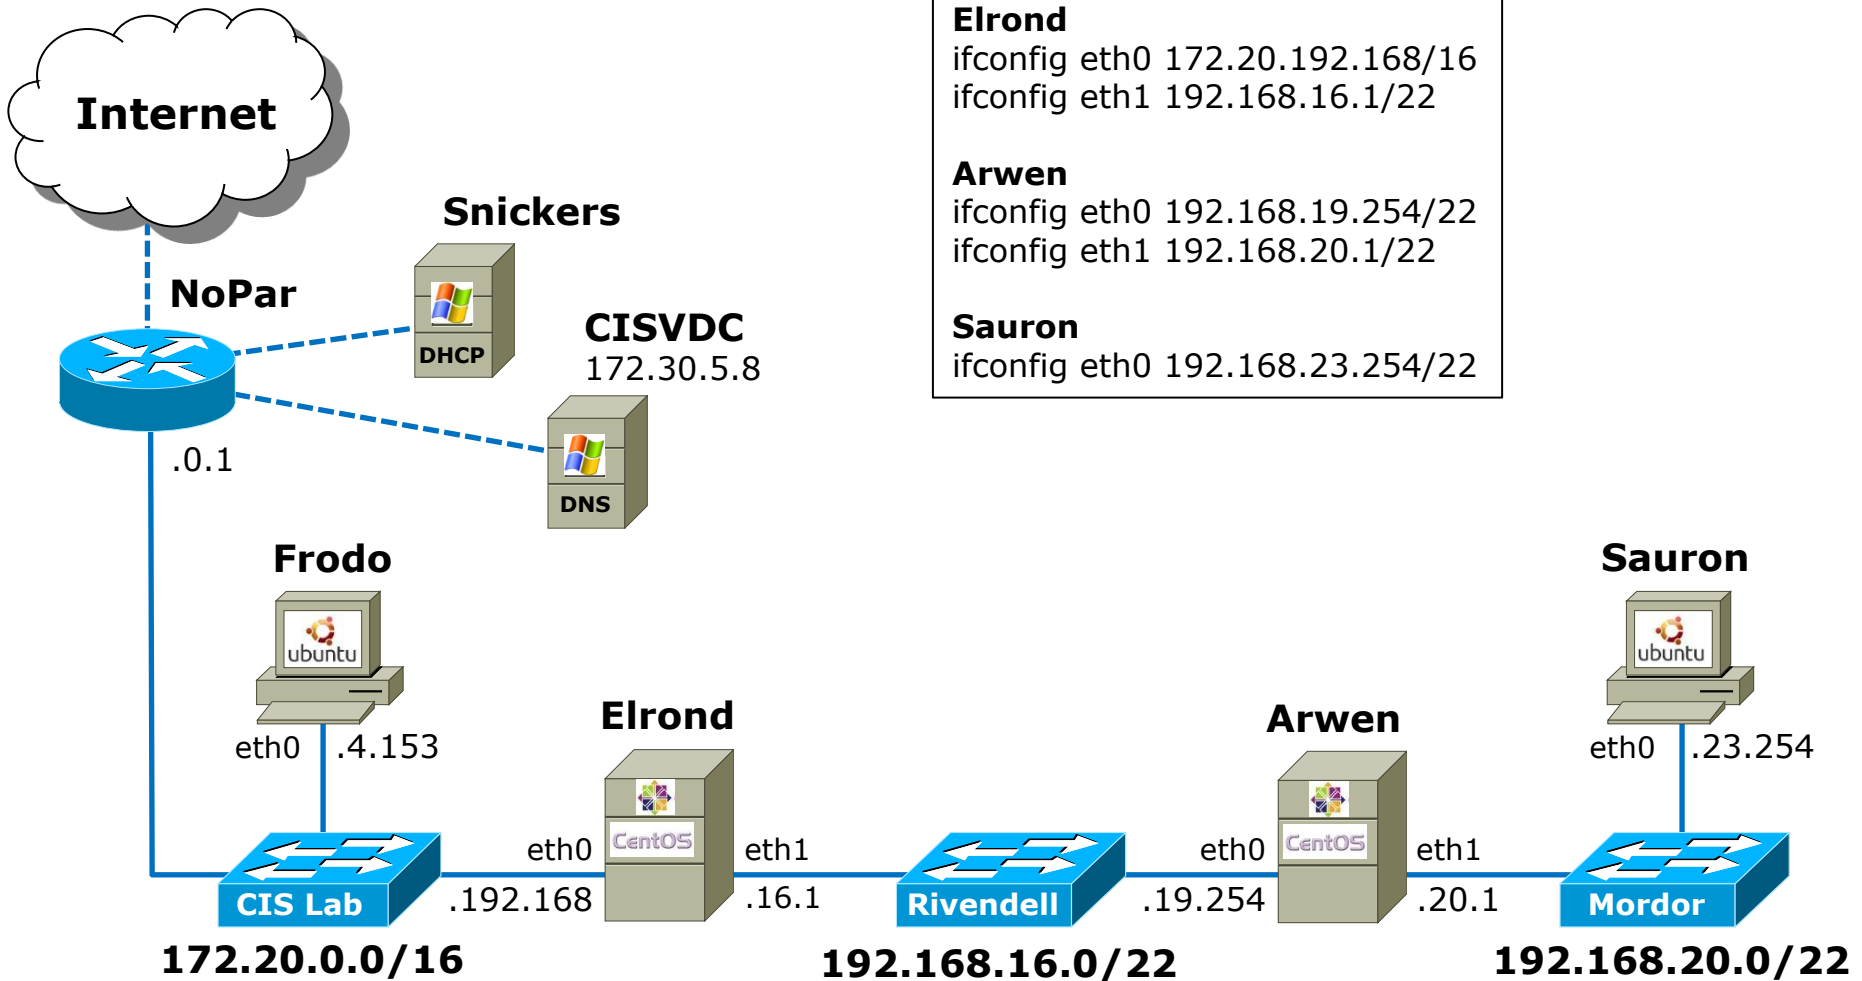 Internet
NoPar
.0.1
Snickers
DHCP
CISVDC
172.30.5.8
DNS
Elrond
ifconfig eth0 172.20.192.168/16
ifconfig eth1 192.168.16.1/22
Arwen
ifconfig eth0 192.168.19.254/22
ifconfig eth1 192.168.20.1/22
Sauron
ifconfig eth0 192.168.23.254/22
Frodo
ubuntu
eth0 .4.153
CIS Lab
172.20.0.0/16
Elrond
CentOS
eth0
.192.168
eth1
.16.1
Rivendell
192.168.16.0/22
Arwen
CentOS
eth0
.19.254
eth1
.20.1
Sauron
ubuntu
eth0 .23.254
Mordor
192.168.20.0/22